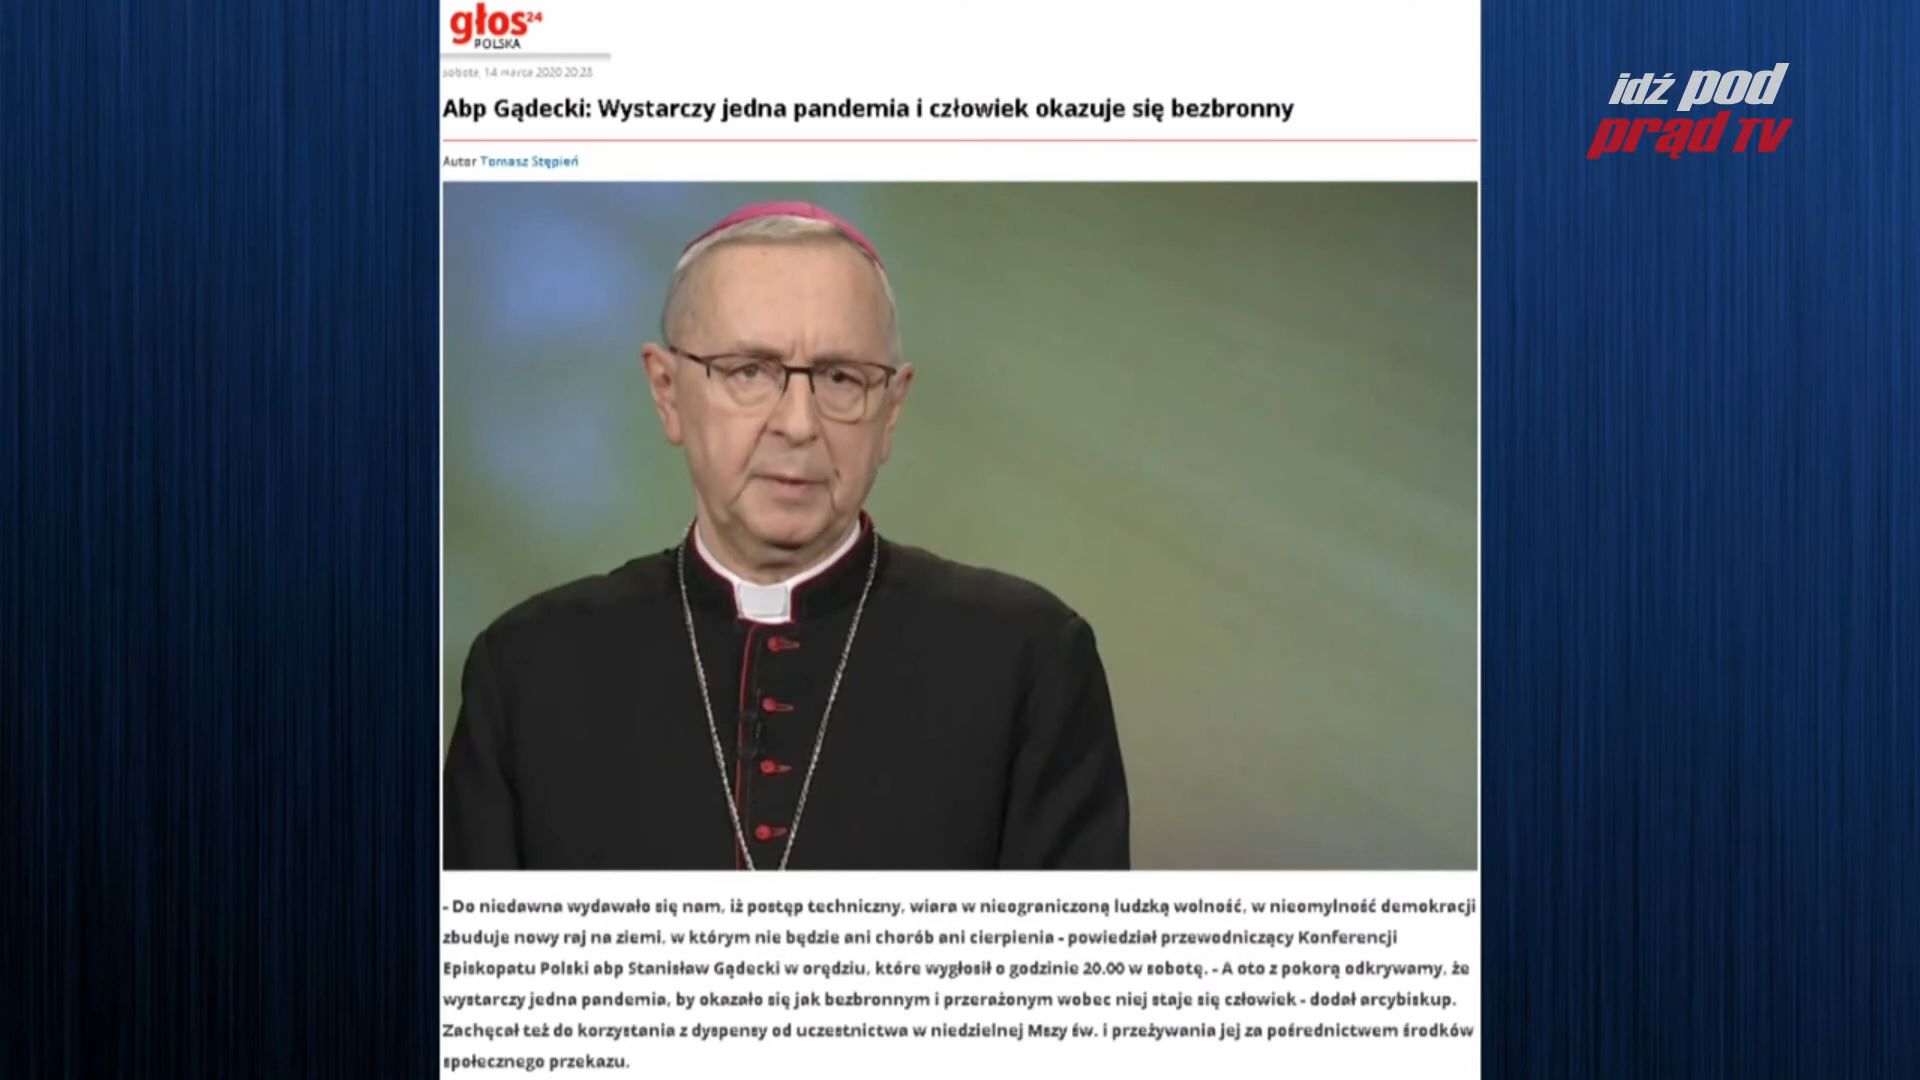 głos24
POLSKA
sobota, 14 marca 2020 20:28
idź pod
prąd TV
Abp Gądecki: Wystarczy jedna pandemia i człowiek okazuje się bezbronny
Autor Tomasz Stępień
- Do niedawna wydawało się nam, iż postęp techniczny, wiara w nieograniczoną ludzką wolność, w nieomylność demokracji
zbuduje nowy raj na ziemi, w którym nie będzie ani chorób ani cierpienia - powiedział przewodniczący Konferencji
Episkopatu Polski abp Stanisław Gądecki w orędziu, które wygłosił o godzinie 20.00 w sobotę. - A oto z pokorą odkrywamy, że
wystarczy jedna pandemia, by okazało się jak bezbronnym i przerażonym wobec niej staje się człowiek - dodał arcybiskup.
Zachęcał też do korzystania z dyspensy od uczestnictwa w niedzielnej Mszy św. i przeżywania jej za pośrednictwem środków
społecznego przekazu.